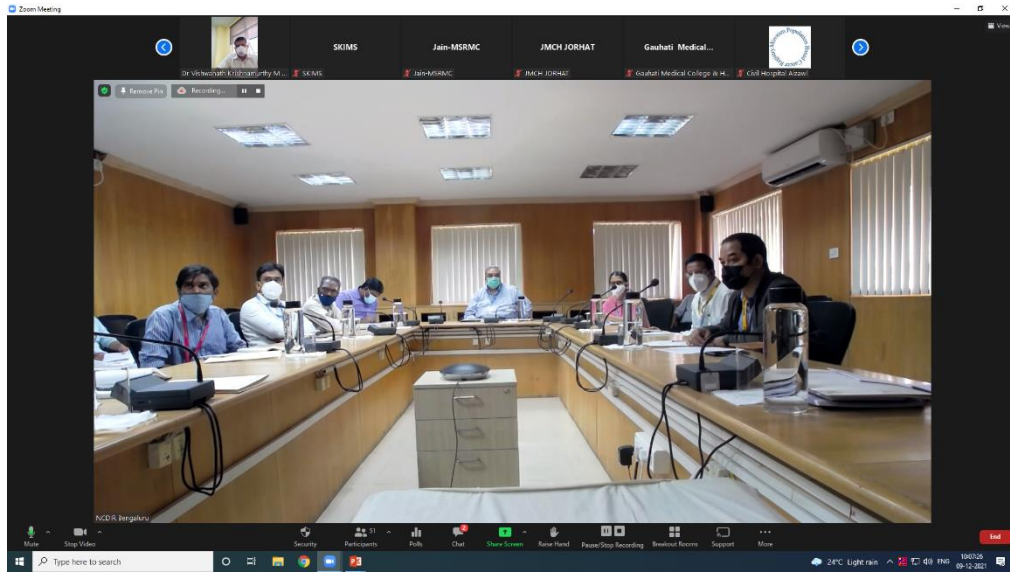 Zoom Meeting
View
SKIMS
Jain-MSRMC
JMCH JORHAT
Gauhati Medical...
Dr Vishwanath Krishnamurthy M...
SKIMS
Jain-MSRMC
JMCH JORHAT
Gauhati Medical College & H...
Civil Hospital Aizawl
Remove Pin
Recording...
NCDIR Bengaluru
Mute
Stop Video
Security
Participants
51
Polls
Chat
2
Share Screen
Raise Hand
Pause/Stop Recording
Breakout Rooms
Support
More
End
Type here to search
24°C Light rain
ENG
09-12-2021